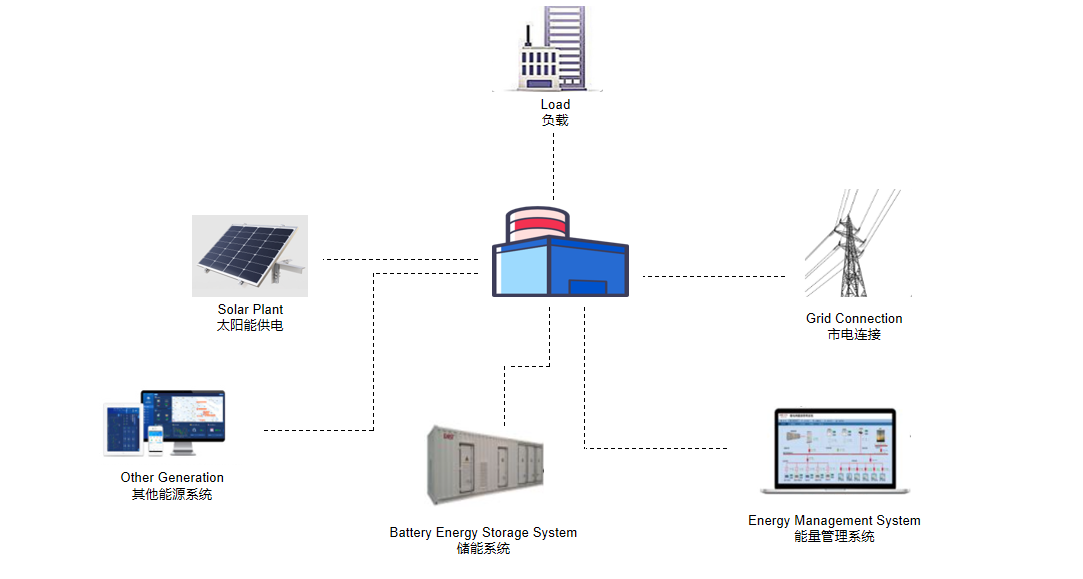 Load
负载
Solar Plant
太阳能供电
Grid Connection
市电连接
Other Generation
其他能源系统
Battery Energy Storage System
储能系统
Energy Management System
能量管理系统